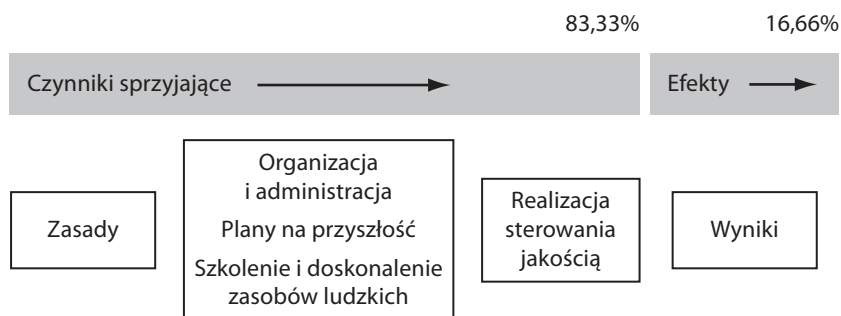 83,33% 16,66%
Czynniki sprzyjające Efekty
Zasady
Organizacja
i administracja
Plany na przyszłość
Szkolenie i doskonalenie
zasobów ludzkich
Realizacja
sterowania
jakością
Wyniki